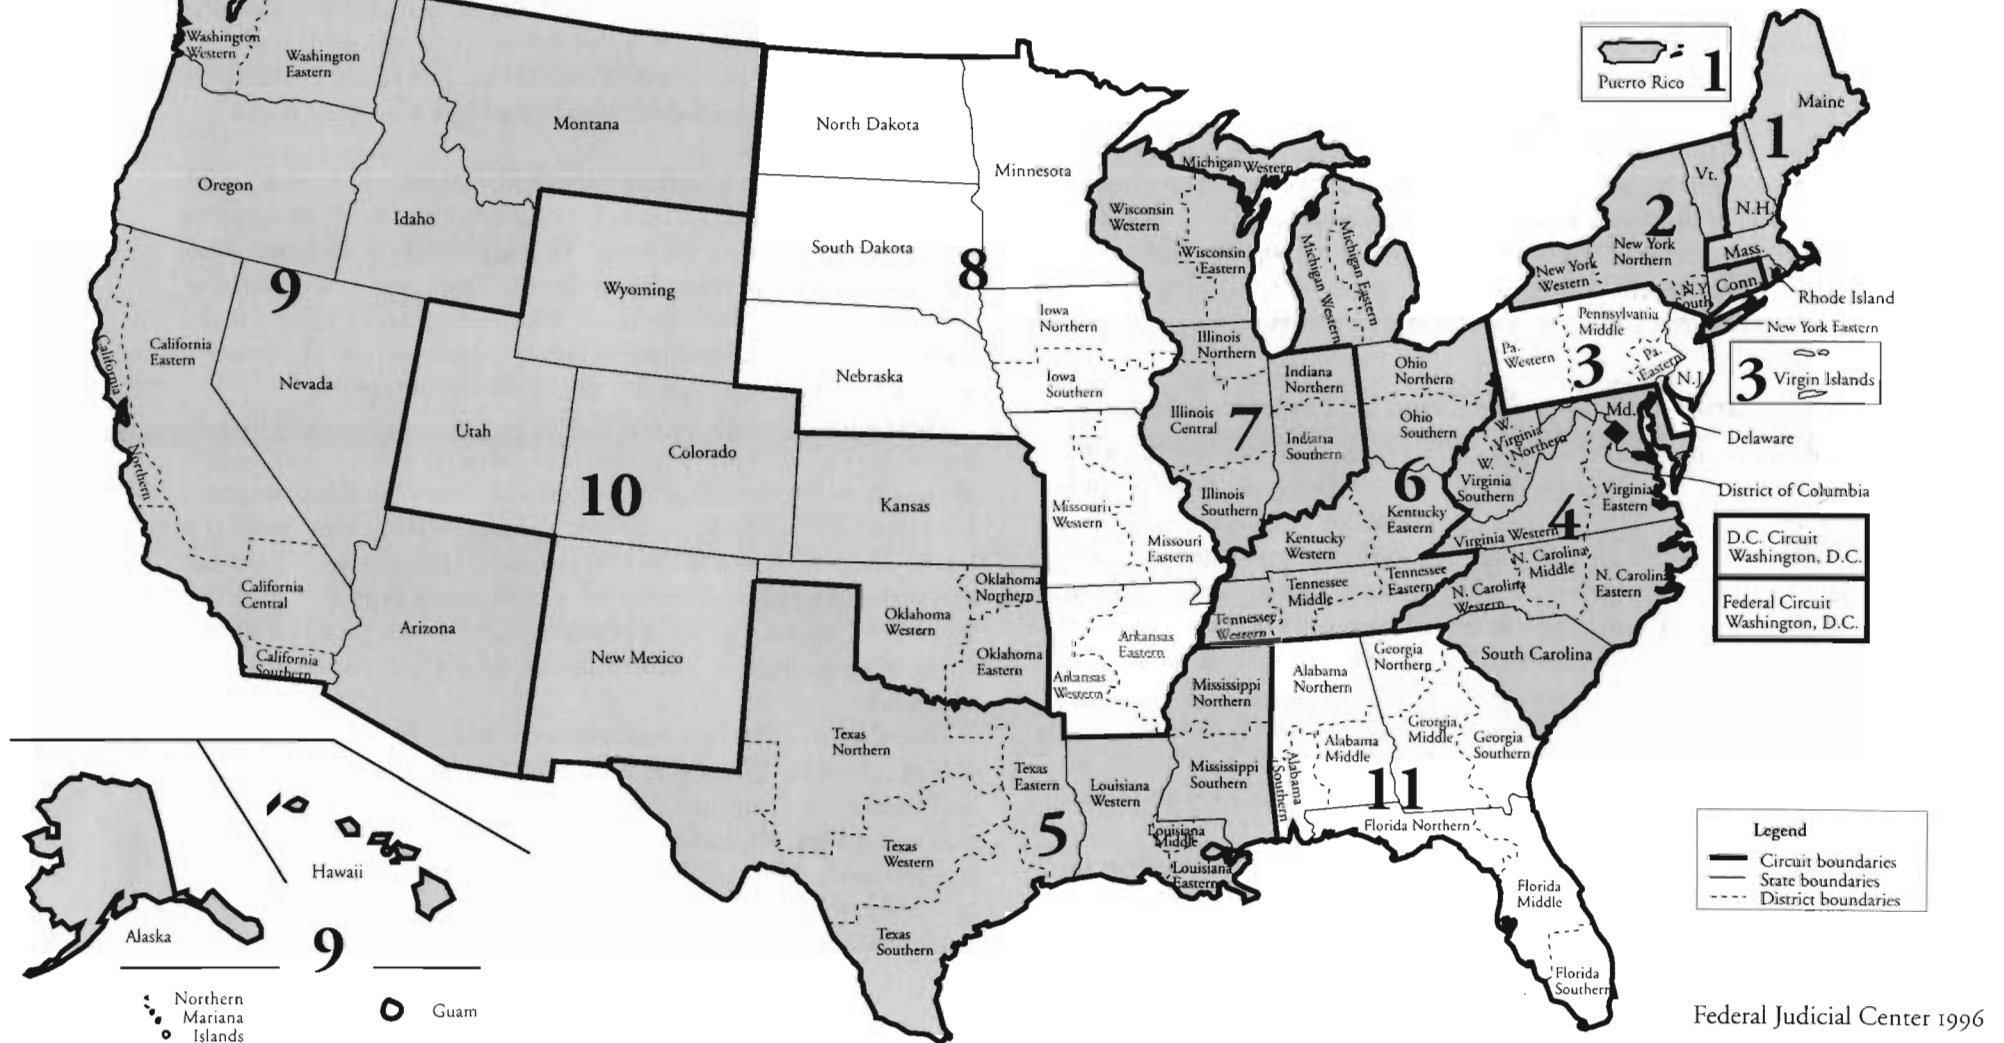 Washington
Western
Washington
Eastern
Montana
Oregon
Idaho
9
Wyoming
California
Eastern
California
Northern
Nevada
Utah
Colorado
10
California
Central
California
Southern
Arizona
New Mexico
North Dakota
Minnesota
South Dakota
8
Nebraska
Iowa
Northern
Iowa
Southern
Kansas
Missouri
Western
Missouri
Eastern
Oklahoma
Northern
Oklahoma
Western
Oklahoma
Eastern
Arkansas
Eastern
Arkansas
Western
Texas
Northern
Texas
Eastern
Texas
Western
Texas
Southern
5
Louisiana
Western
Louisiana
Middle
Louisiana
Eastern
Mississippi
Northern
Mississippi
Southern
Michigan Western
Wisconsin
Western
Wisconsin
Eastern
Michigan Western
Michigan Eastern
Illinois
Northern
Illinois
Central
Illinois
Southern
7
Indiana
Northern
Indiana
Southern
Ohio
Northern
Ohio
Southern
6
Kentucky
Eastern
Kentucky
Western
Tennessee
Eastern
Tennessee
Middle
Tennessee
Western
Puerto Rico
1
Maine
1
Vt.
N.H.
2
New York
Northern
New York
Western
N.Y.
South
Mass.
Conn.
Rhode Island
New York Eastern
Pennsylvania
Middle
Pa.
Western
3
Pa.
Eastern
N.J.
3
Virgin Islands
Md.
Delaware
District of Columbia
W.
Virginia
Northern
W.
Virginia
Southern
Virginia
Eastern
4
Virginia Western
N. Carolina
Middle
N. Carolina
Eastern
N. Carolina
Western
South Carolina
D.C. Circuit
Washington, D.C.
Federal Circuit
Washington, D.C.
Georgia
Northern
Alabama
Northern
Georgia
Middle
Georgia
Southern
Alabama
Middle
Alabama
Southern
11
Florida Northern
Florida
Middle
Florida
Southern
Legend
Circuit boundaries
State boundaries
District boundaries
Hawaii
Alaska
9
Northern
Mariana
Islands
Guam
Federal Judicial Center 1996